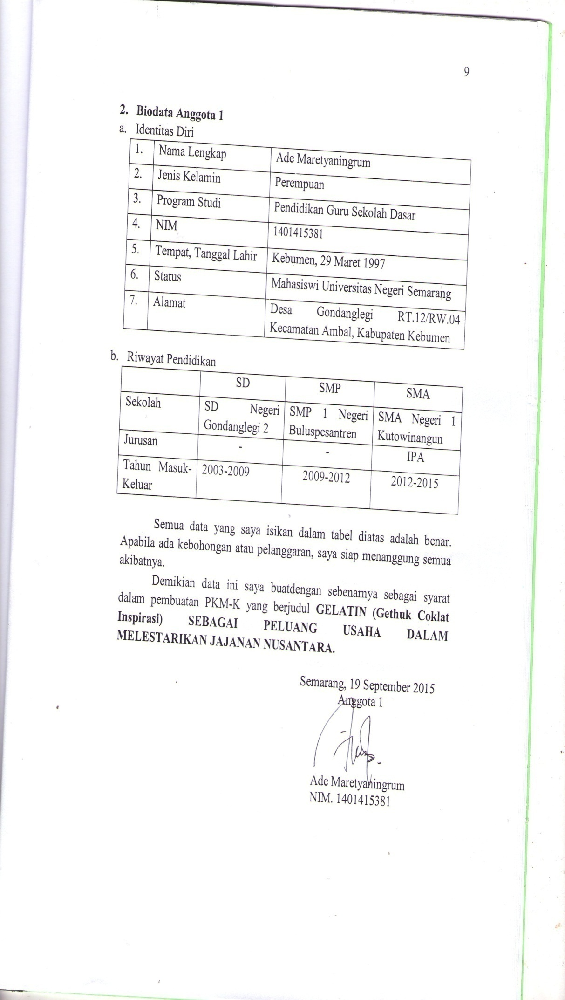 9
2. Biodata Anggota 1
a. Identitas Diri
1. Nama Lengkap Ade Maretyaningrum
2. Jenis Kelamin Perempuan
3. Program Studi Pendidikan Guru Sekolah Dasar
4. NIM 1401415381
5. Tempat, Tanggal Lahir Kebumen, 29 Maret 1997
6. Status Mahasiswi Universitas Negeri Semarang
7. Alamat Desa Gondanglegi RT.12/RW.04
Kecamatan Ambal, Kabupaten Kebumen
b. Riwayat Pendidikan
SD SMP SMA
Sekolah SD Negeri SMP 1 Negeri SMA Negeri 1
Gondanglegi 2 Buluspesantren Kutowinangun
Jurusan - - IPA
Tahun Masuk- 2003-2009 2009-2012 2012-2015
Keluar
Semua data yang saya isikan dalam tabel diatas adalah benar.
Apabila ada kebohongan atau pelanggaran, saya siap menanggung semua
akibatnya.
Demikian data ini saya buatdengan sebenarnya sebagai syarat
dalam pembuatan PKM-K yang berjudul GELATIN (Gethuk Coklat
Inspirasi) SEBAGAI PELUANG USAHA DALAM
MELESTARIKAN JAJANAN NUSANTARA.
Semarang, 19 September 2015
Anggota 1
Ade Maretyaningrum
NIM. 1401415381